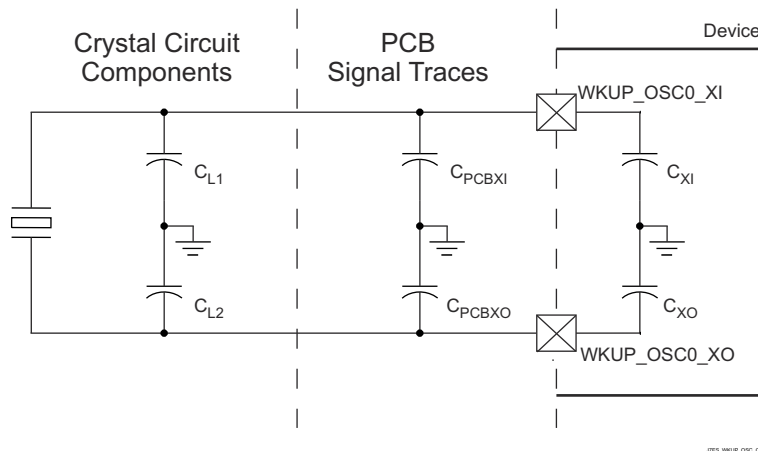 Crystal Circuit
Components
PCB
Signal Traces
Device
WKUP_OSC0_XI
CL1
CPCBXI
CXI
CL2
CPCBXO
CXO
WKUP_OSC0_XO